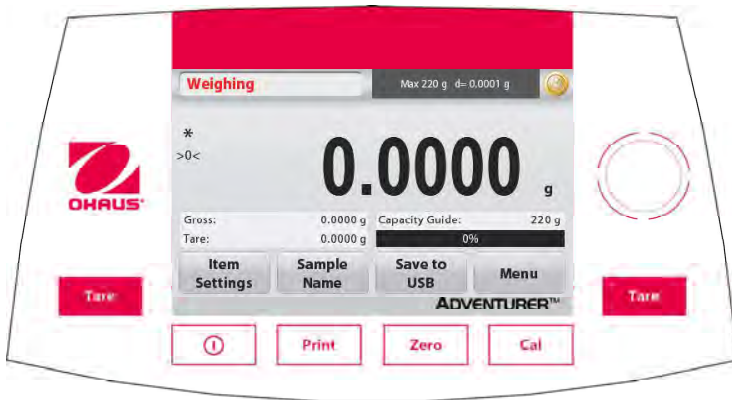 Weighing
Max 220 g d= 0.0001 g
*
>0<
0.0000 g
OHAUS
Gross: 0.0000 g Capacity Guide: 220 g
Tare: 0.0000 g 0%
Item Settings
Sample Name
Save to USB
Menu
Tare
ADVENTURER™
Tare
Print
Zero
Cal